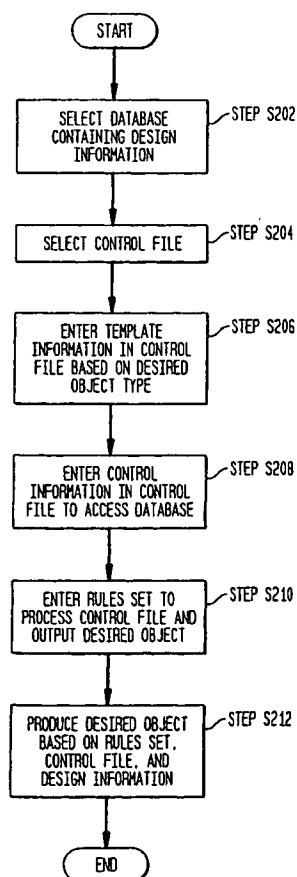 START
SELECT DATABASE
CONTAINING DESIGN
INFORMATION
STEP S202
SELECT CONTROL FILE
STEP S204
ENTER TEMPLATE
INFORMATION IN CONTROL
FILE BASED ON DESIRED
OBJECT TYPE
STEP S206
ENTER CONTROL
INFORMATION IN CONTROL
FILE TO ACCESS DATABASE
STEP S208
ENTER RULES SET TO
PROCESS CONTROL FILE AND
OUTPUT DESIRED OBJECT
STEP S210
PRODUCE DESIRED OBJECT
BASED ON RULES SET,
CONTROL FILE, AND
DESIGN INFORMATION
STEP S212
END